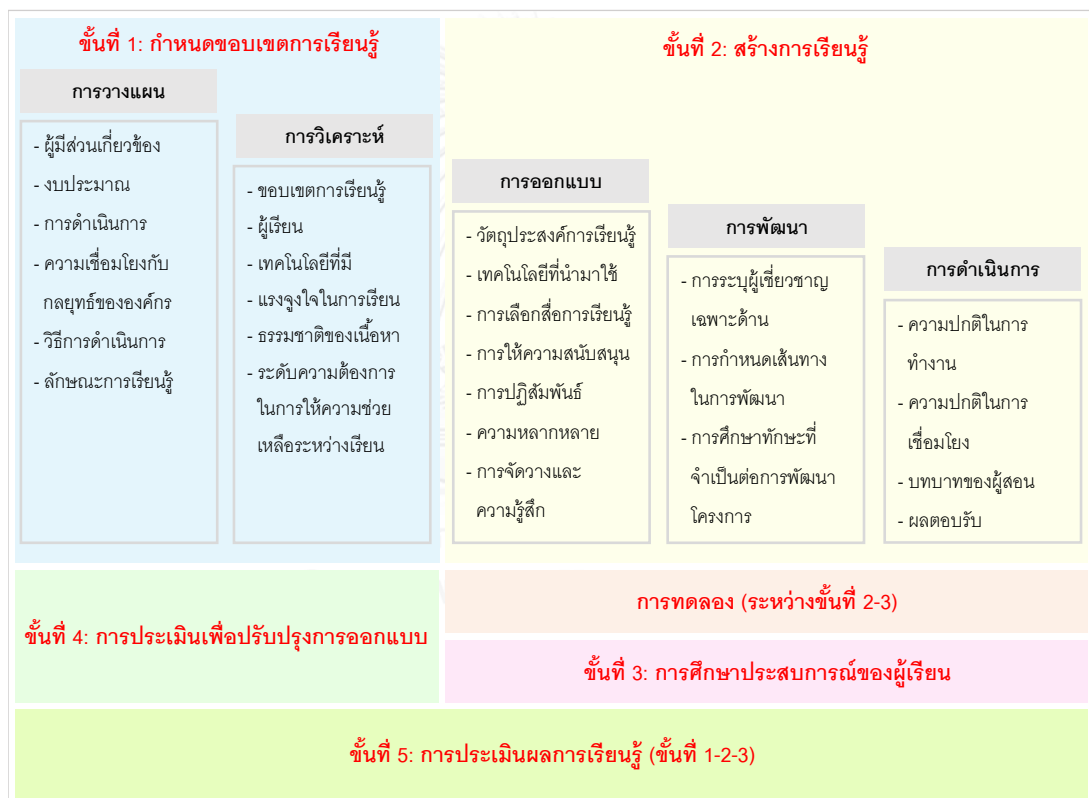 ขั้นที่ 1: กำหนดขอบเขตการเรียนรู้
การวางแผน
- ผู้มีส่วนเกี่ยวข้อง
- งบประมาณ
- การดำเนินการ
- ความเชื่อมโยงกับ
กลยุทธ์ขององค์กร
- วิธีการดำเนินการ
- ลักษณะการเรียนรู้
การวิเคราะห์
- ขอบเขตการเรียนรู้
- ผู้เรียน
- เทคโนโลยีที่มี
- แรงจูงใจในการเรียน
- ธรรมชาติของเนื้อหา
- ระดับความต้องการ
ในการให้ความช่วย
เหลือระหว่างเรียน
ขั้นที่ 2: สร้างการเรียนรู้
การออกแบบ
- วัตถุประสงค์การเรียนรู้
- เทคโนโลยีที่นำมาใช้
- การเลือกสื่อการเรียนรู้
- การให้ความสนับสนุน
- การปฏิสัมพันธ์
- ความหลากหลาย
- การจัดวางและ
ความรู้สึก
การพัฒนา
- การระบุผู้เชี่ยวชาญ
เฉพาะด้าน
- การกำหนดเส้นทาง
ในการพัฒนา
- การศึกษาทักษะที่
จำเป็นต่อการพัฒนา
โครงการ
การดำเนินการ
- ความปกติในการ
ทำงาน
- ความปกติในการ
เชื่อมโยง
- บทบาทของผู้สอน
- ผลตอบรับ
ขั้นที่ 4: การประเมินเพื่อปรับปรุงการออกแบบ
การทดลอง (ระหว่างขั้นที่ 2-3)
ขั้นที่ 3: การศึกษาประสบการณ์ของผู้เรียน
ขั้นที่ 5: การประเมินผลการเรียนรู้ (ขั้นที่ 1-2-3)